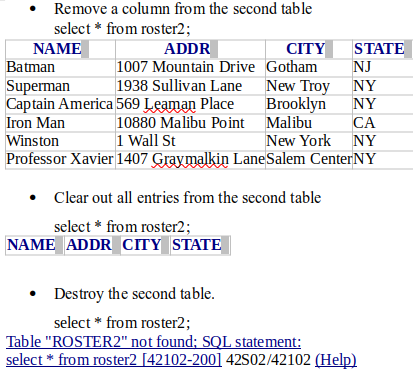 • Remove a column from the second table
select * from roster2;
NAME ADDR CITY STATE
Batman 1007 Mountain Drive Gotham NJ
Superman 1938 Sullivan Lane New Troy NY
Captain America 569 Leaman Place Brooklyn NY
Iron Man 10880 Malibu Point Malibu CA
Winston 1 Wall St New York NY
Professor Xavier 1407 Graymalkin Lane Salem Center NY
• Clear out all entries from the second table
select * from roster2;
NAME ADDR CITY STATE
• Destroy the second table.
select * from roster2;
Table "ROSTER2" not found; SQL statement:
select * from roster2 [42102-200] 42S02/42102 (Help)